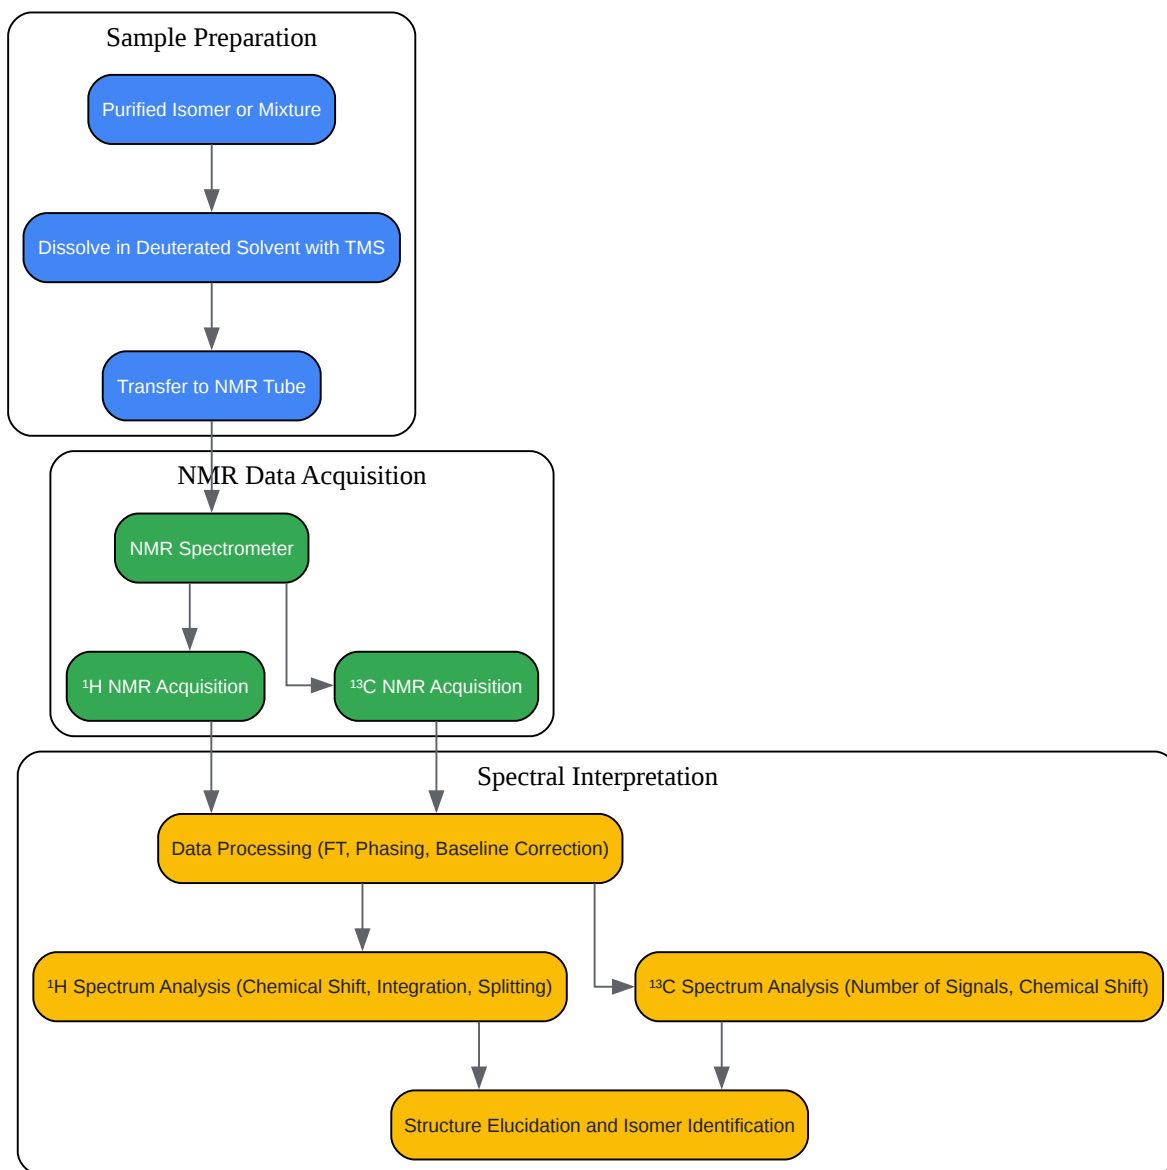 Sample Preparation
Purified Isomer or Mixture
Dissolve in Deuterated Solvent with TMS
Transfer to NMR Tube
NMR Data Acquisition
NMR Spectrometer
¹H NMR Acquisition
¹³C NMR Acquisition
Spectral Interpretation
Data Processing (FT, Phasing, Baseline Correction)
¹H Spectrum Analysis (Chemical Shift, Integration, Splitting)
¹³C Spectrum Analysis (Number of Signals, Chemical Shift)
Structure Elucidation and Isomer Identification